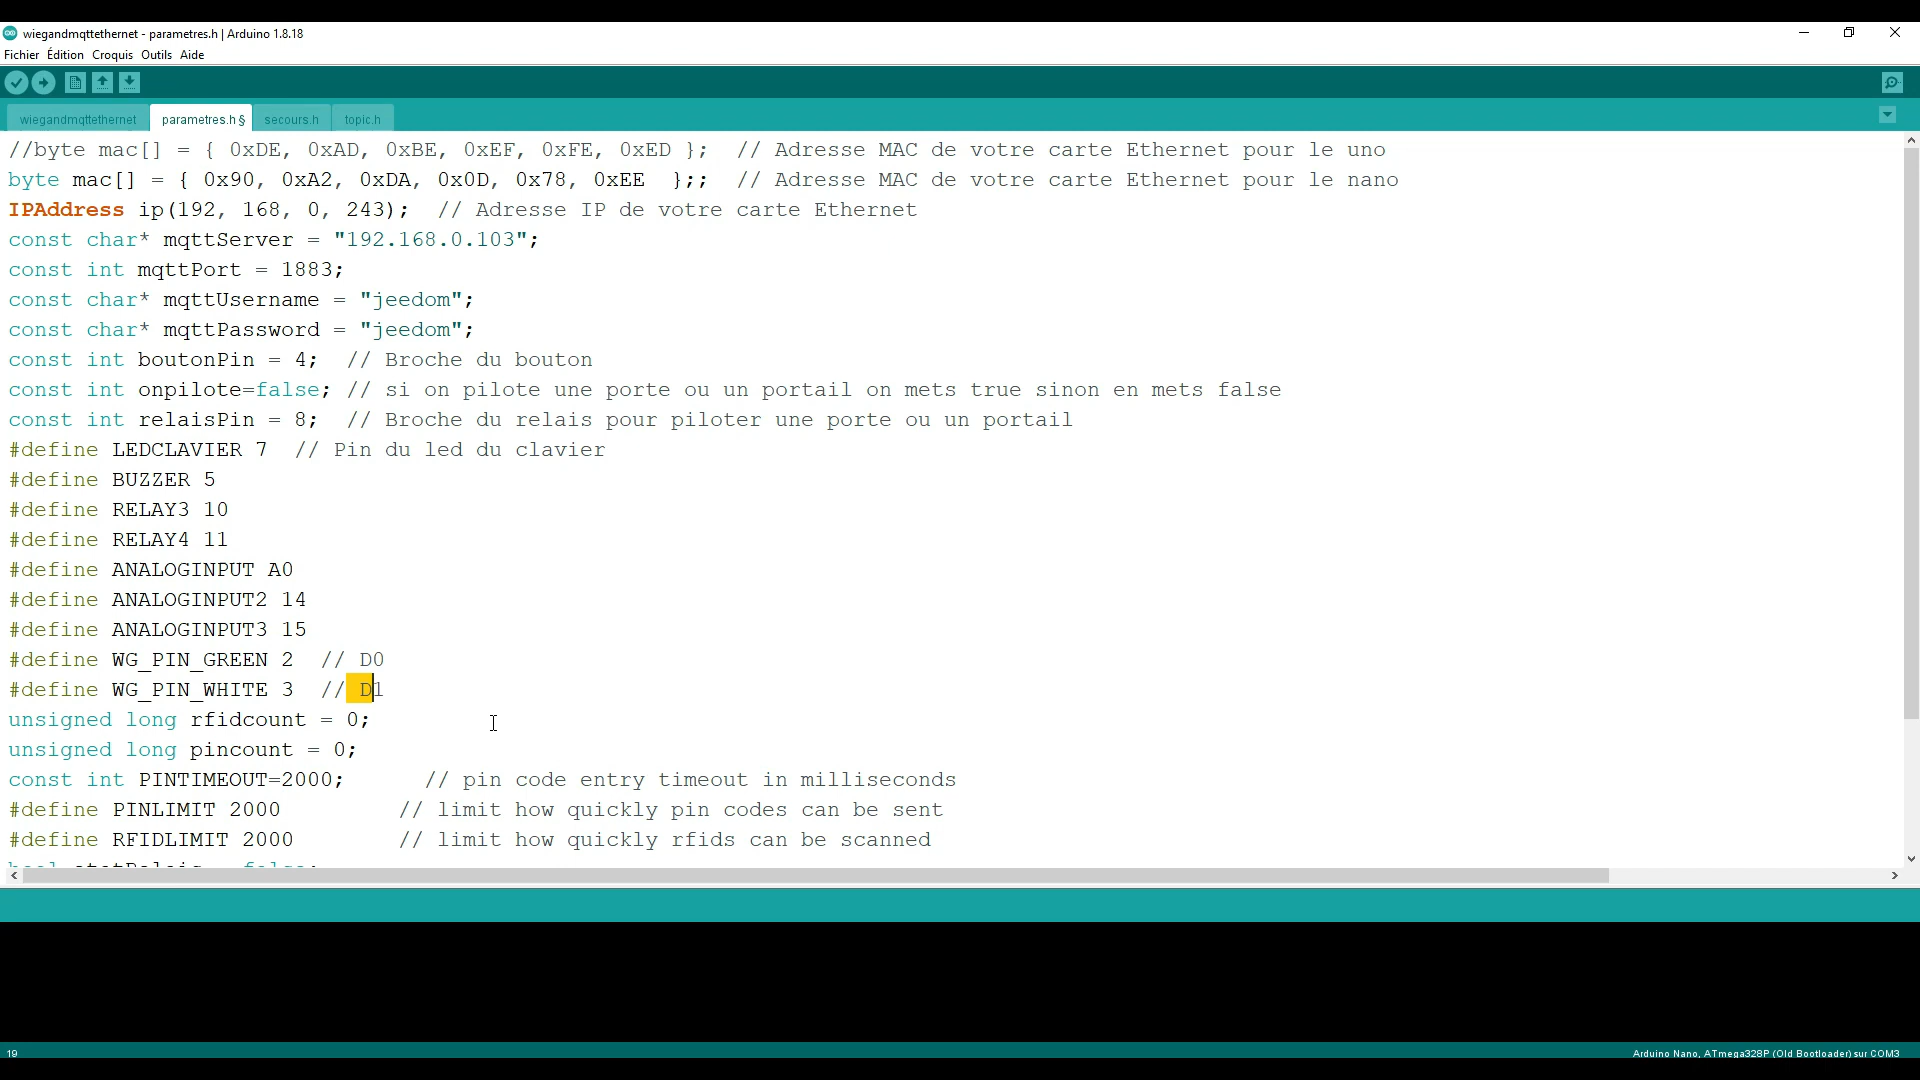 wiegandmqttethernet - parametres.h | Arduino 1.8.18
Fichier Édition Croquis Outils Aide
wiegandmqttethernet parametres.h § secours.h topic.h
//byte mac[] = { 0xDE, 0xAD, 0xBE, 0xEF, 0xFE, 0xED };  // Adresse MAC de votre carte Ethernet pour le uno
byte mac[] = { 0x90, 0xA2, 0xDA, 0x0D, 0x78, 0xEE  };;  // Adresse MAC de votre carte Ethernet pour le nano
IPAddress ip(192, 168, 0, 243);  // Adresse IP de votre carte Ethernet
const char* mqttServer = "192.168.0.103";
const int mqttPort = 1883;
const char* mqttUsername = "jeedom";
const char* mqttPassword = "jeedom";
const int boutonPin = 4;  // Broche du bouton
const int onpilote=false; // si on pilote une porte ou un portail on mets true sinon en mets false
const int relaisPin = 8;  // Broche du relais pour piloter une porte ou un portail
#define LEDCLAVIER 7  // Pin du led du clavier
#define BUZZER 5
#define RELAY3 10
#define RELAY4 11
#define ANALOGINPUT A0
#define ANALOGINPUT2 14
#define ANALOGINPUT3 15
#define WG_PIN_GREEN 2  // D0
#define WG_PIN_WHITE 3  // D1
unsigned long rfidcount = 0;
unsigned long pincount = 0;
const int PINTIMEOUT=2000;      // pin code entry timeout in milliseconds
#define PINLIMIT 2000         // limit how quickly pin codes can be sent
#define RFIDLIMIT 2000        // limit how quickly rfids can be scanned
19
Arduino Nano, ATmega328P (Old Bootloader) sur COM3